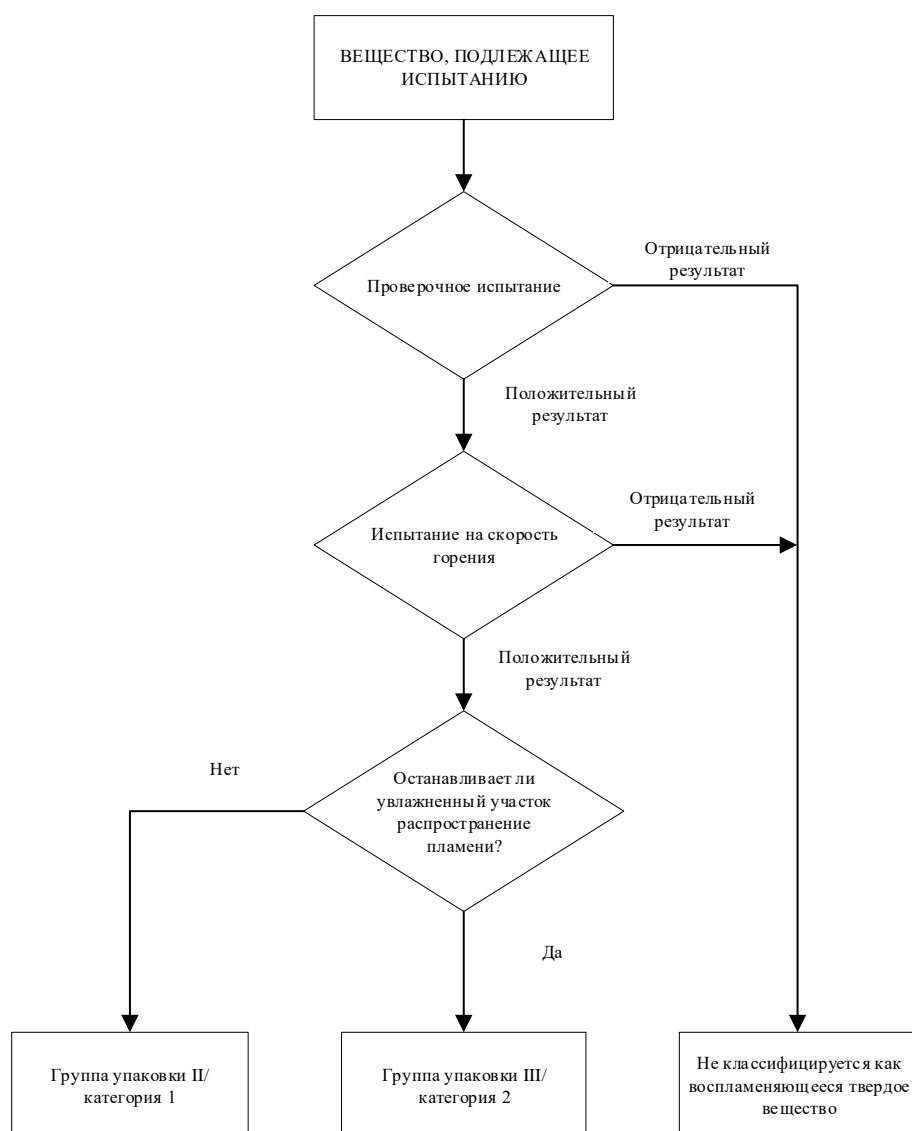 ВЕЩЕСТВО, ПОДЛЕЖАЩЕЕ
ИСПЫТАНИЮ
Отрицательный
результат
Проверочное испытание
Положительный
результат
Отрицательный
результат
Испытание на скорость
горения
Положительный
результат
Нет
Останавливает ли
увлажненный участок
распространение
пламени?
Да
Группа упаковки II/
категория 1
Группа упаковки III/
категория 2
Не классифицируется как
воспламеняющееся твердое
вещество